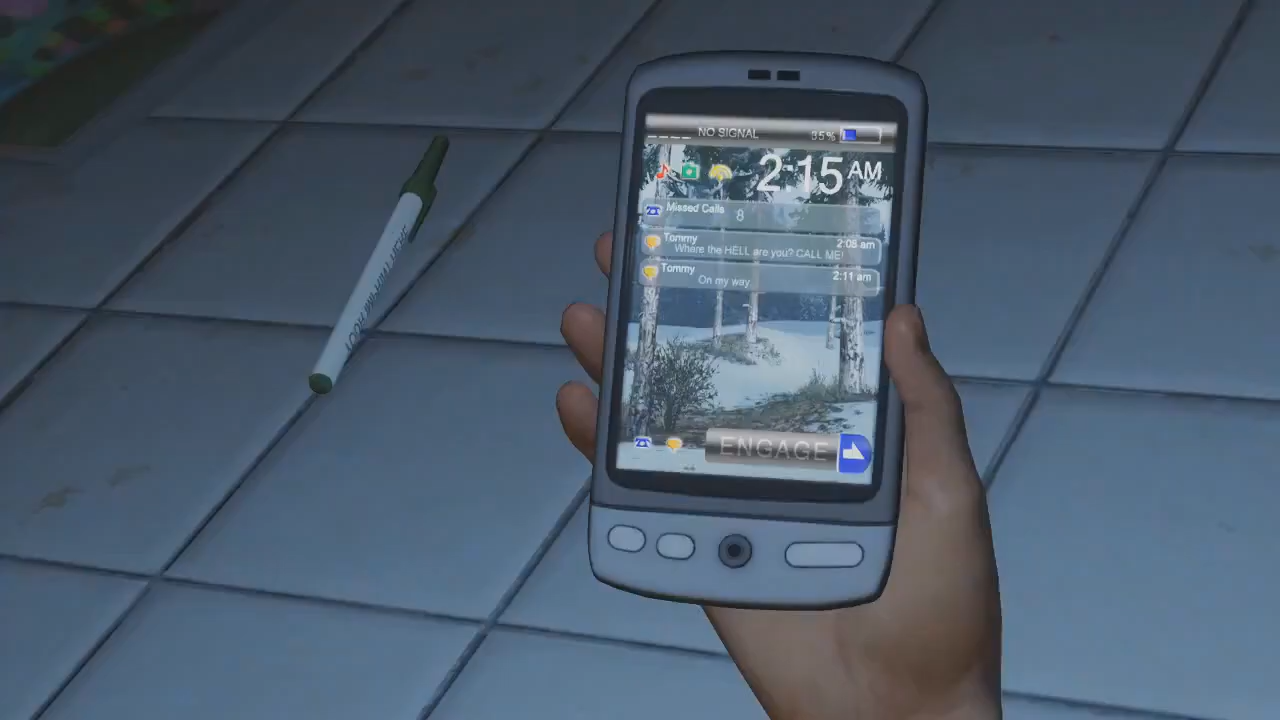 NO SIGNAL 35%
2:15 AM
Missed Calls 8
Tommy 2:08 am
Where the HELL are you? CALL ME!
Tommy 2:11 am
On my way
ENGAGE